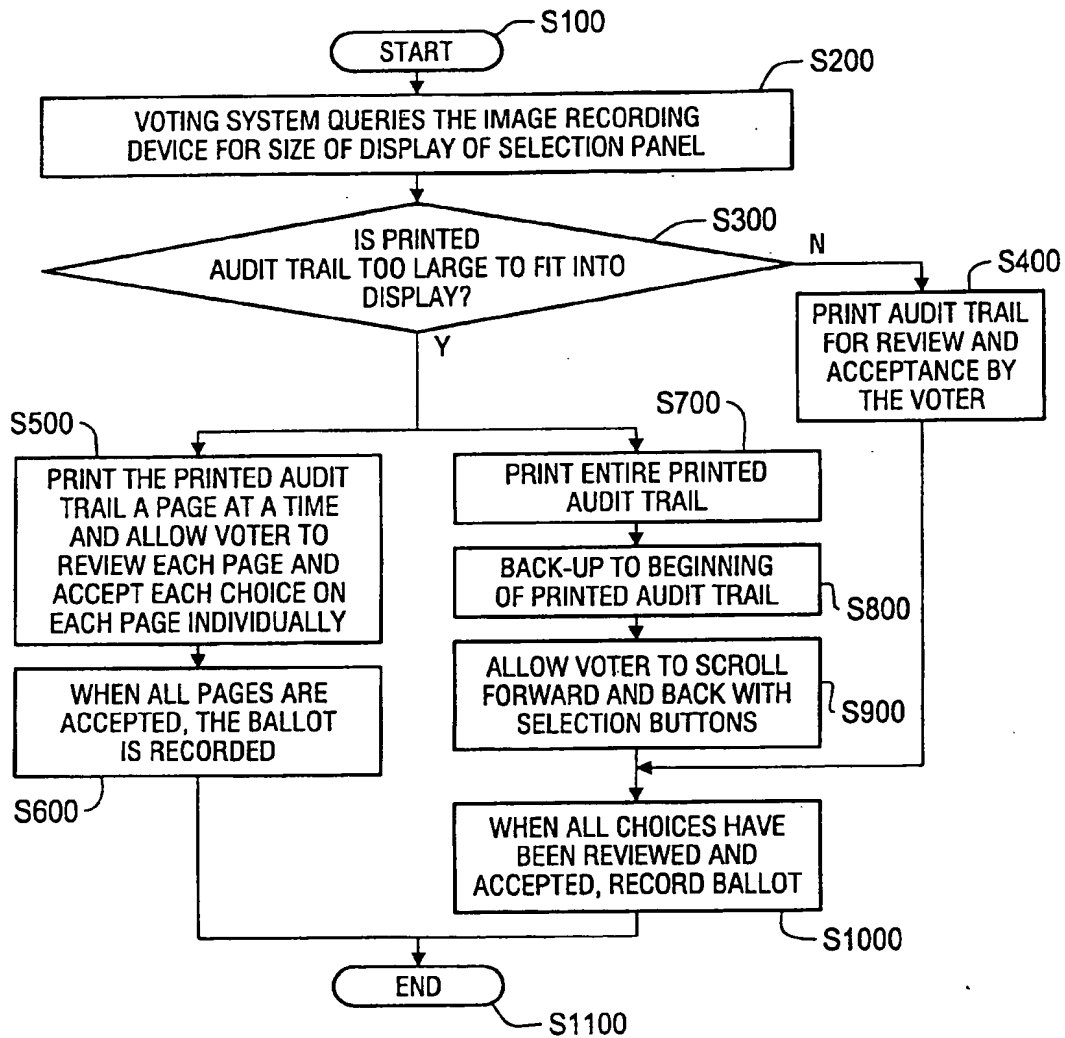 S100
START
S200
VOTING SYSTEM QUERIES THE IMAGE RECORDING
DEVICE FOR SIZE OF DISPLAY OF SELECTION PANEL
S300
IS PRINTED
AUDIT TRAIL TOO LARGE TO FIT INTO
DISPLAY?
N
Y
S400
PRINT AUDIT TRAIL
FOR REVIEW AND
ACCEPTANCE BY
THE VOTER
S500
PRINT THE PRINTED AUDIT
TRAIL A PAGE AT A TIME
AND ALLOW VOTER TO
REVIEW EACH PAGE AND
ACCEPT EACH CHOICE ON
EACH PAGE INDIVIDUALLY
WHEN ALL PAGES ARE
ACCEPTED, THE BALLOT
IS RECORDED
S600
S700
PRINT ENTIRE PRINTED
AUDIT TRAIL
BACK-UP TO BEGINNING
OF PRINTED AUDIT TRAIL
S800
ALLOW VOTER TO SCROLL
FORWARD AND BACK WITH
SELECTION BUTTONS
S900
WHEN ALL CHOICES HAVE
BEEN REVIEWED AND
ACCEPTED, RECORD BALLOT
S1000
END
S1100